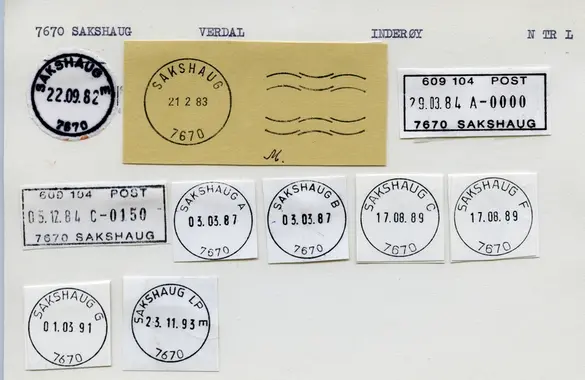 7670 SAKSHAUG VERDAL INDERØY N TR L
SAKSHAUG E
22.09.82
7670
SAKSHAUG
21 2 83
7670
M.
609 104 POST
29.03.84 A-0000
7670 SAKSHAUG
609 104 POST
05.12.84 C-0150
7670 SAKSHAUG
SAKSHAUG A
03.03.87
7670
SAKSHAUG B
03.03.87
7670
SAKSHAUG C
17.08.89
7670
SAKSHAUG F
17.08.89
7670
SAKSHAUG G
01.03 91
7670
SAKSHAUG LP E
23.11.93
7670